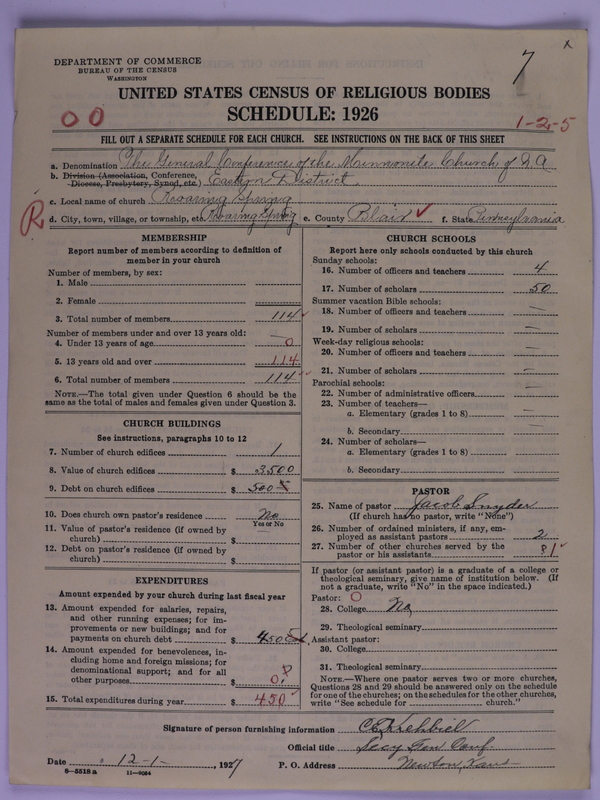 7 x
DEPARTMENT OF COMMERCE
BUREAU OF THE CENSUS
WASHINGTON
UNITED STATES CENSUS OF RELIGIOUS BODIES
SCHEDULE: 1926
00
1-2-5
FILL OUT A SEPARATE SCHEDULE FOR EACH CHURCH. SEE INSTRUCTIONS ON THE BACK OF THIS SHEET
a. Denomination The General Conference of the Mennonite Church of N A
b. Division (Association, Conference, Diocese, Presbytery, Synod, etc.) Eastern District
c. Local name of church Roaring Spring
R
d. City, town, village, or township, etc. Roaring Spring e. County Blair ✓ f. State Pennsylvania
MEMBERSHIP
Report number of members according to definition of
member in your church
Number of members, by sex:
1. Male
2. Female
3. Total number of members 114 ✓
Number of members under and over 13 years old:
4. Under 13 years of age 0
5. 13 years old and over 114
6. Total number of members 114 ✓
NOTE.—The total given under Question 6 should be the
same as the total of males and females given under Question 3.
CHURCH BUILDINGS
See instructions, paragraphs 10 to 12
7. Number of church edifices 1
8. Value of church edifices $ 3500
9. Debt on church edifices $ 500
10. Does church own pastor's residence No
Yes or No
11. Value of pastor's residence (if owned by
church) $
12. Debt on pastor's residence (if owned by
church) $
EXPENDITURES
Amount expended by your church during last fiscal year
13. Amount expended for salaries, repairs,
and other running expenses; for im-
provements or new buildings; and for
payments on church debt $ 450
14. Amount expended for benevolences, in-
cluding home and foreign missions; for
denominational support; and for all
other purposes $ 0
15. Total expenditures during year $ 450 ✓
CHURCH SCHOOLS
Report here only schools conducted by this church
Sunday schools:
16. Number of officers and teachers 4
17. Number of scholars 50
Summer vacation Bible schools:
18. Number of officers and teachers —
19. Number of scholars —
Week-day religious schools:
20. Number of officers and teachers —
21. Number of scholars —
Parochial schools:
22. Number of administrative officers —
23. Number of teachers—
a. Elementary (grades 1 to 8) —
b. Secondary —
24. Number of scholars—
a. Elementary (grades 1 to 8) —
b. Secondary
PASTOR
25. Name of pastor Jacob Snyder
(If church has no pastor, write "None")
26. Number of ordained ministers, if any, em-
ployed as assistant pastors 2
27. Number of other churches served by the
pastor or his assistants 1 ✓
If pastor (or assistant pastor) is a graduate of a college or
theological seminary, give name of institution below. (If
not a graduate, write "No" in the space indicated.)
Pastor: 0
28. College No
29. Theological seminary
Assistant pastor:
30. College
31. Theological seminary
NOTE.—Where one pastor serves two or more churches,
Questions 28 and 29 should be answered only on the schedule
for one of the churches; on the schedules for the other churches,
write "See schedule for church."
Signature of person furnishing information C E Krehbiel
Official title Secy Gen Conf
Date 12-1-, 1927 P. O. Address Newton, Kans
8-5518 a 11-9034